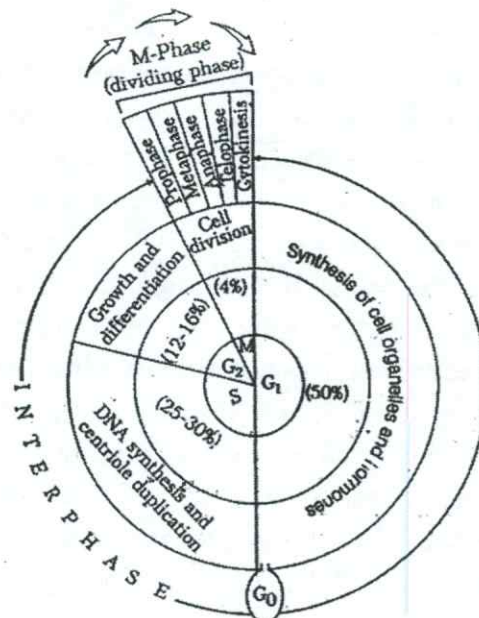 M-Phase
(dividing phase)
Prophase
Metaphase
Anaphase
Telophase
Cytokinesis
Cell
division
Growth and
differentiation
(4%)
(12-16%)
M
G2
G1
S
(50%)
(25-30%)
Synthesis of cell organelles and hormones
DNA synthesis and
centriole duplication
INTERPHASE
G0